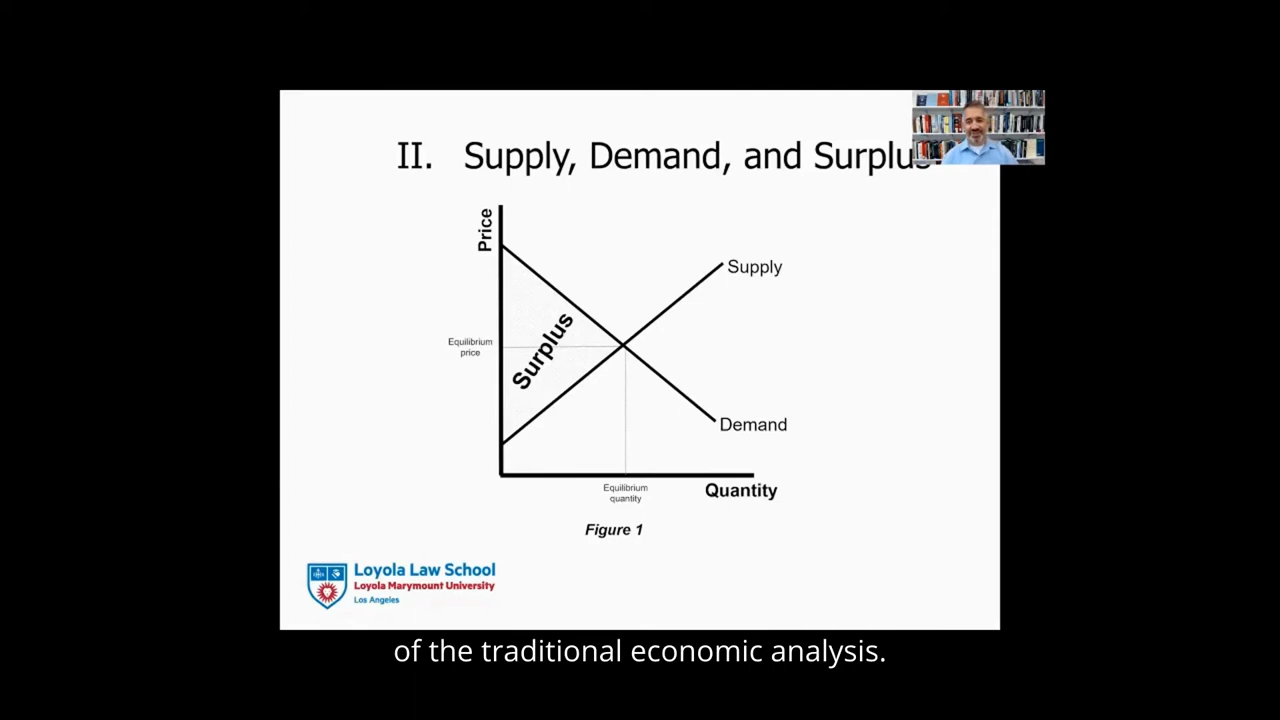 II. Supply, Demand, and Surplus
Price
Supply
Surplus
Equilibrium
price
Demand
Equilibrium
quantity
Quantity
Figure 1
Loyola Law School
Loyola Marymount University
Los Angeles
of the traditional economic analysis.